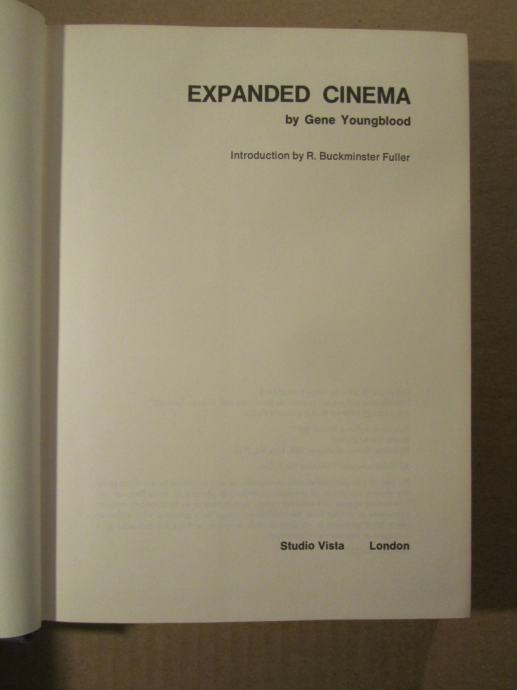 EXPANDED CINEMA
by Gene Youngblood
Introduction by R. Buckminster Fuller
Studio Vista London